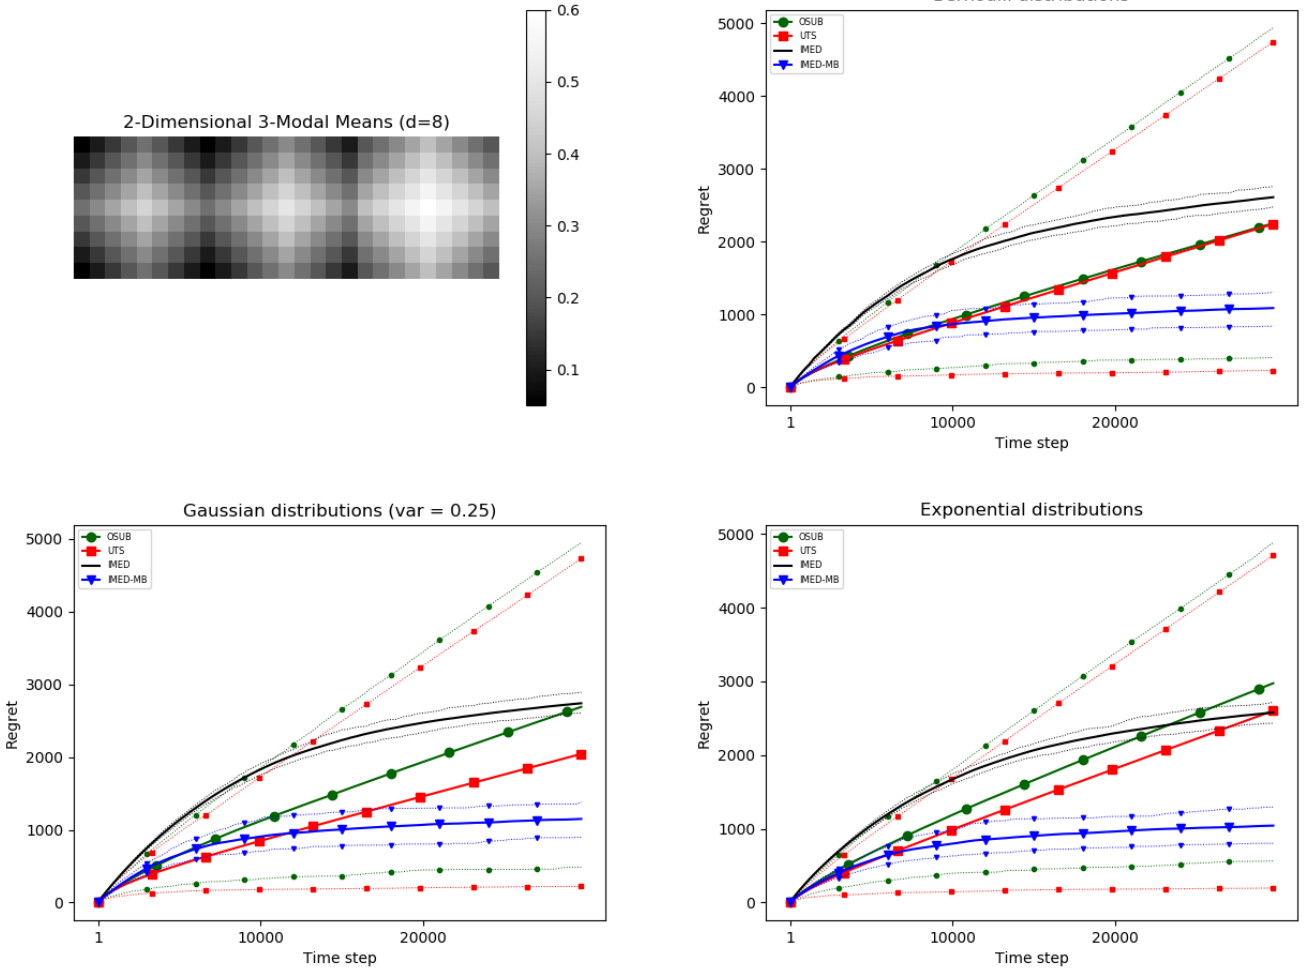 0.6
0.5
0.4
0.3
0.2
0.1
2-Dimensional 3-Modal Means (d=8)
5000
4000
3000
2000
1000
0
Regret
OSUB
UTS
IMED
IMED-MB
1
10000
20000
Time step
Gaussian distributions (var = 0.25)
5000
4000
3000
2000
1000
0
Regret
OSUB
UTS
IMED
IMED-MB
1
10000
20000
Time step
Exponential distributions
5000
4000
3000
2000
1000
0
Regret
OSUB
UTS
IMED
IMED-MB
1
10000
20000
Time step